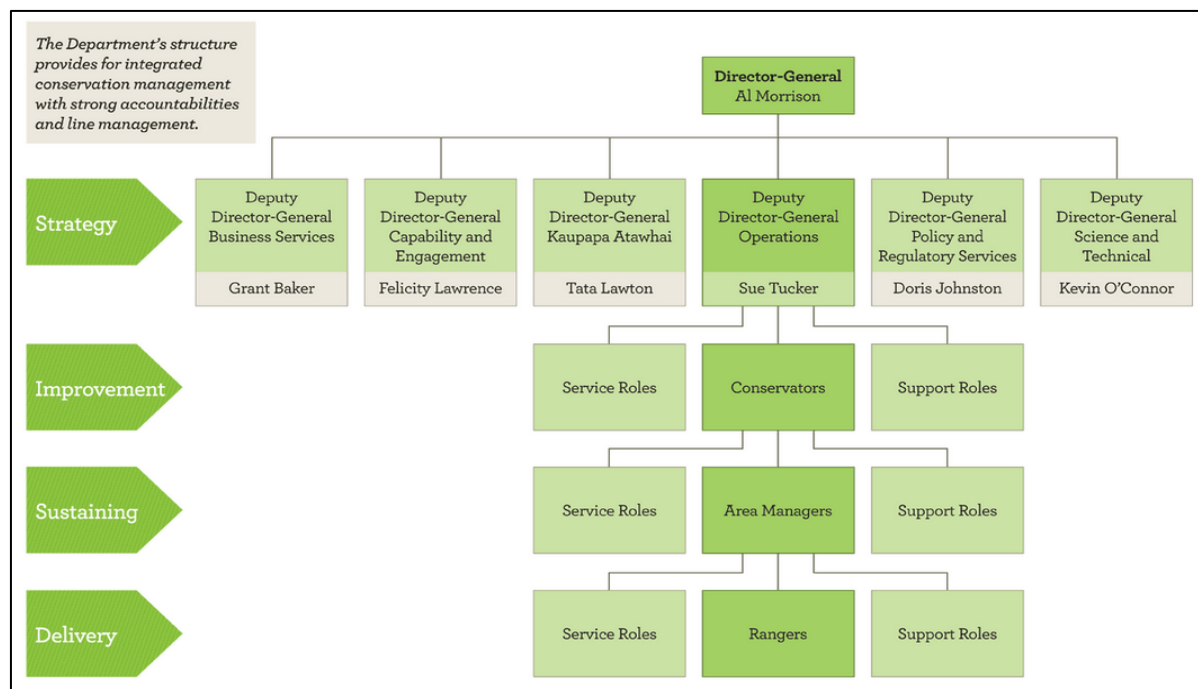 The Department's structure
provides for integrated
conservation management
with strong accountabilities
and line management.
Director-General
Al Morrison
Strategy
Deputy
Director-General
Business Services
Grant Baker
Deputy
Director-General
Capability and
Engagement
Felicity Lawrence
Deputy
Director-General
Kaupapa Atawhai
Tata Lawton
Deputy
Director-General
Operations
Sue Tucker
Deputy
Director-General
Policy and
Regulatory Services
Doris Johnston
Deputy
Director-General
Science and
Technical
Kevin O'Connor
Improvement
Service Roles
Conservators
Support Roles
Sustaining
Service Roles
Area Managers
Support Roles
Delivery
Service Roles
Rangers
Support Roles